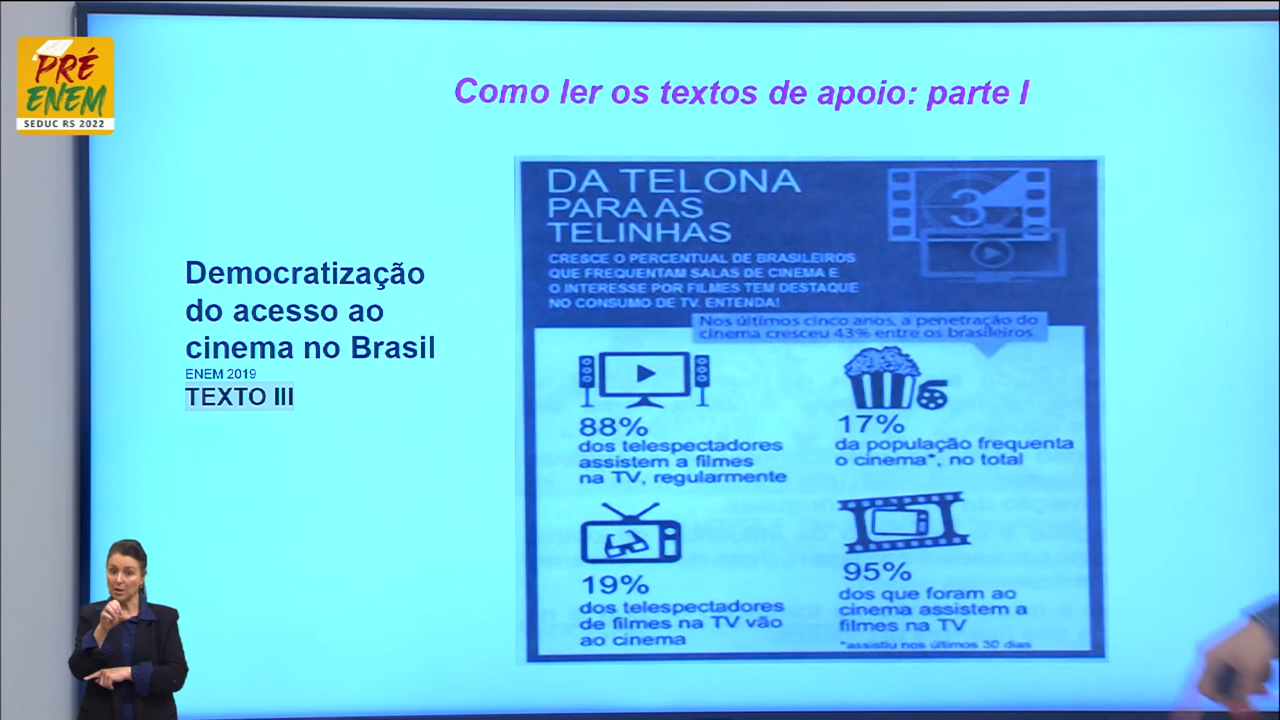 PRÉ
ENEM
SEDUC RS 2022
Como ler os textos de apoio: parte I
Democratização
do acesso ao
cinema no Brasil
ENEM 2019
TEXTO III
DA TELONA
PARA AS
TELINHAS
CRESCE O PERCENTUAL DE BRASILEIROS
QUE FREQUENTAM SALAS DE CINEMA E
O INTERESSE POR FILMES TEM DESTAQUE
NO CONSUMO DE TV. ENTENDA!
3
Nos últimos cinco anos, a penetração do
cinema cresceu 43% entre os brasileiros
88%
dos telespectadores
assistem a filmes
na TV, regularmente
17%
da população frequenta
o cinema*, no total
19%
dos telespectadores
de filmes na TV vão
ao cinema
95%
dos que foram ao
cinema assistem a
filmes na TV
*assistiu nos últimos 30 dias